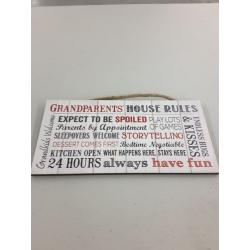 GRANDPARENTS' HOUSE RULES
Grandkids Welcome
EXPECT TO BE SPOILED
PLAY LOTS
OF GAMES!
Parents by Appointment
SLEEPOVERS WELCOME STORYTELLING
DESSERT COMES FIRST Bedtime Negotiable
KITCHEN OPEN WHAT HAPPENS HERE, STAYS HERE
24 HOURS always have fun
ENDLESS HUGS
& KISSES